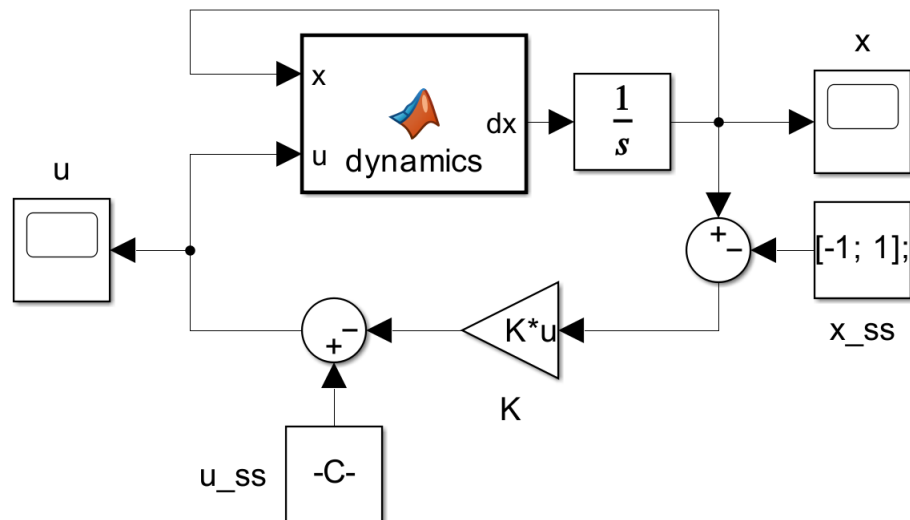 x
x
dx
u
dynamics
1
s
u
+
−
[-1; 1];
x_ss
−
+
K*u
K
u_ss
-C-